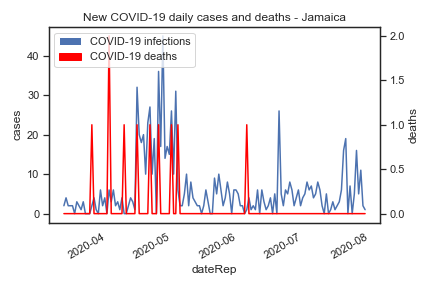 New COVID-19 daily cases and deaths - Jamaica
COVID-19 infections
COVID-19 deaths
cases
40
30
20
10
0
2.0
1.5
1.0
0.5
0.0
deaths
2020-04
2020-05
2020-06
2020-07
2020-08
dateRep